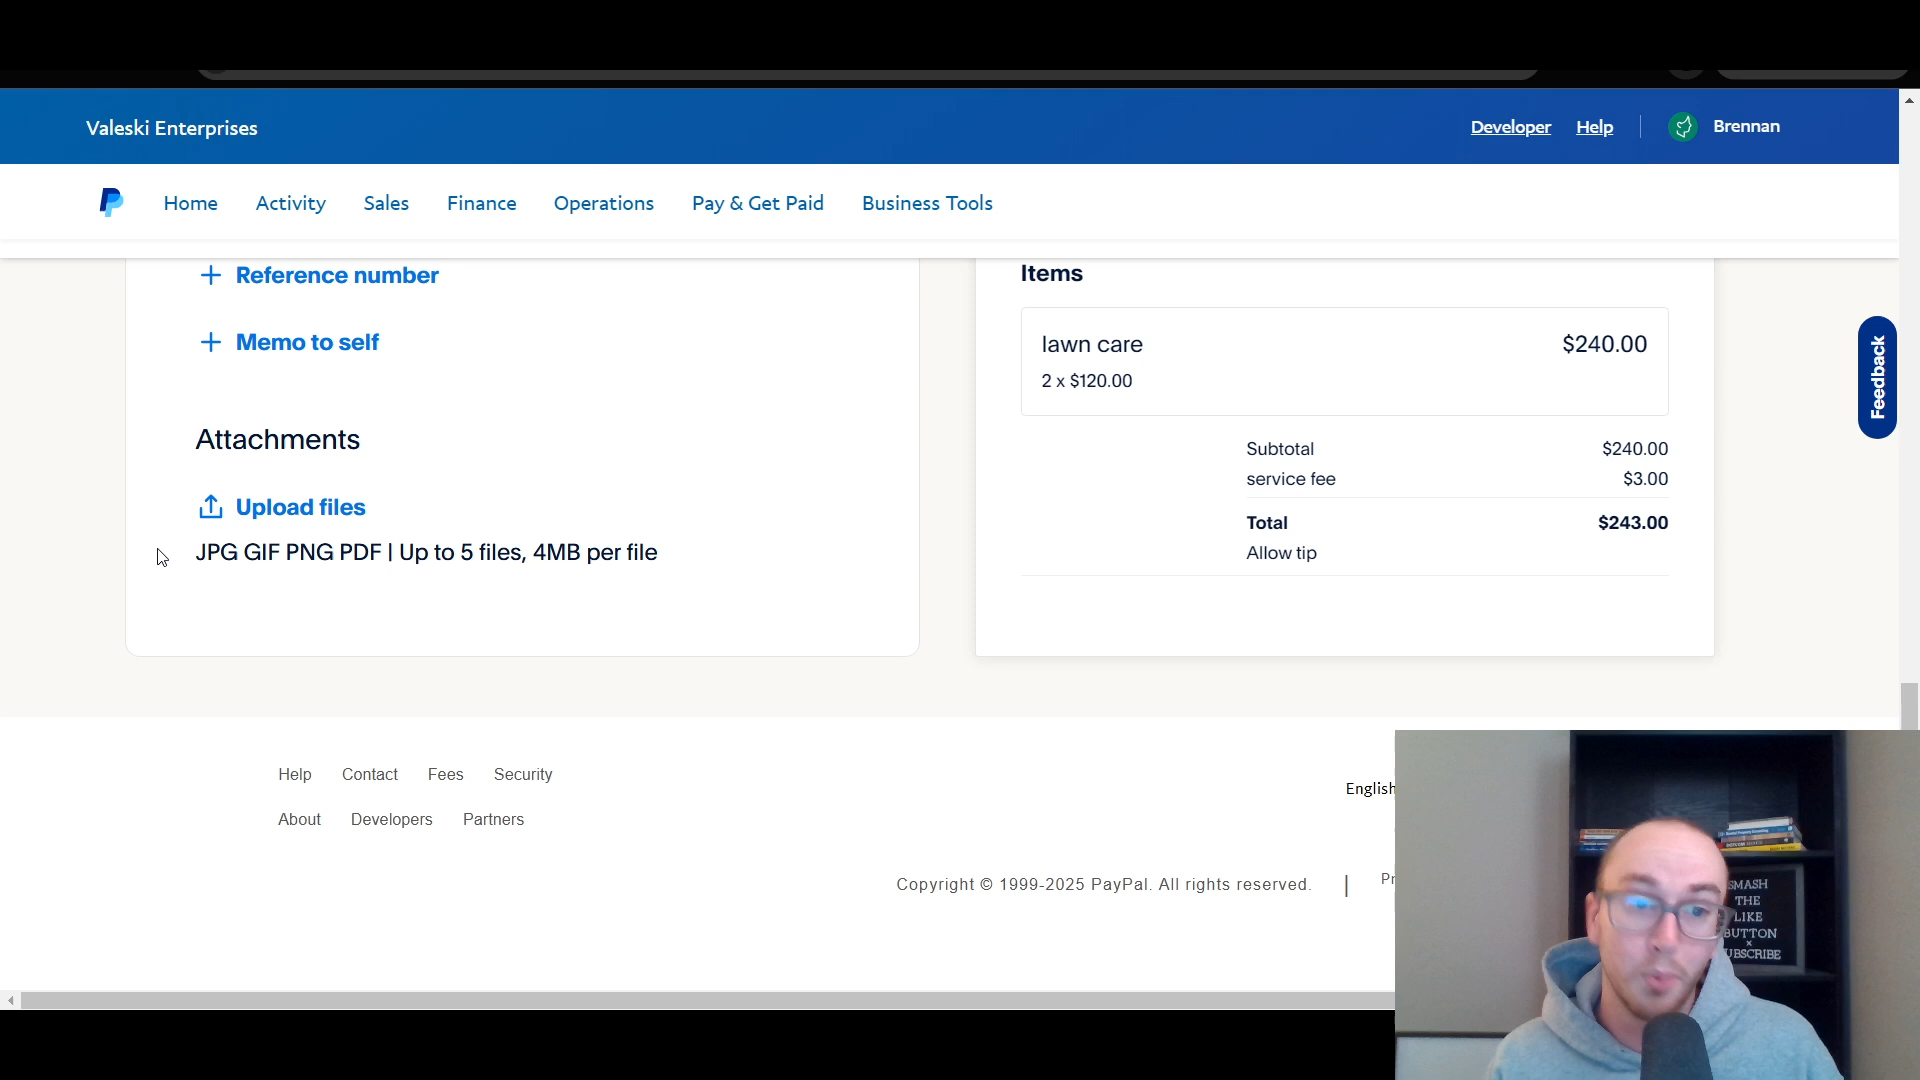 Valeski Enterprises
Developer Help Brennan
Home Activity Sales Finance Operations Pay & Get Paid Business Tools
+ Reference number
+ Memo to self
Attachments
Upload files
JPG GIF PNG PDF | Up to 5 files, 4MB per file
Items
lawn care $240.00
2 x $120.00
Subtotal $240.00
service fee $3.00
Total $243.00
Allow tip
Feedback
Help Contact Fees Security
About Developers Partners
English
Copyright © 1999-2025 PayPal. All rights reserved. |
SMASH
THE
LIKE
BUTTON
×
UBSCRIBE